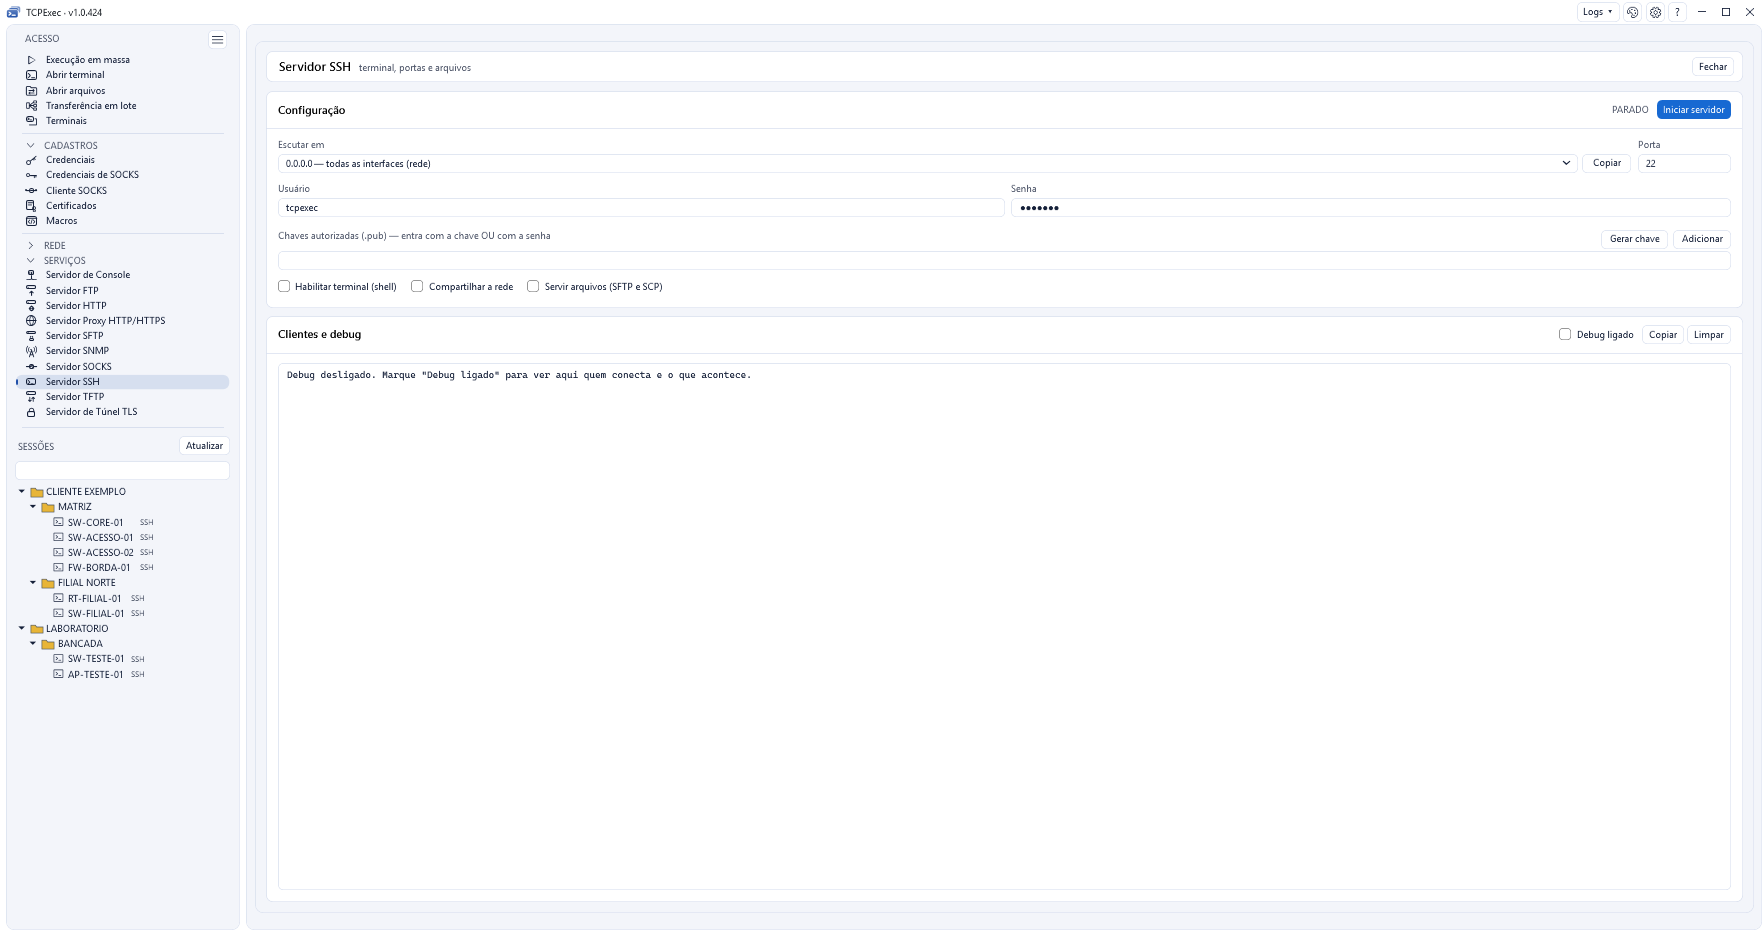 TCPExec - v1.0.424
Logs
?
ACESSO
Execução em massa
Abrir terminal
Abrir arquivos
Transferência em lote
Terminais
CADASTROS
Credenciais
Credenciais de SOCKS
Cliente SOCKS
Certificados
Macros
REDE
SERVIÇOS
Servidor de Console
Servidor FTP
Servidor HTTP
Servidor Proxy HTTP/HTTPS
Servidor SFTP
Servidor SNMP
Servidor SOCKS
Servidor SSH
Servidor TFTP
Servidor de Túnel TLS
SESSÕES
Atualizar
CLIENTE EXEMPLO
MATRIZ
SW-CORE-01 SSH
SW-ACESSO-01 SSH
SW-ACESSO-02 SSH
FW-BORDA-01 SSH
FILIAL NORTE
RT-FILIAL-01 SSH
SW-FILIAL-01 SSH
LABORATORIO
BANCADA
SW-TESTE-01 SSH
AP-TESTE-01 SSH
Servidor SSH terminal, portas e arquivos
Fechar
Configuração
PARADO Iniciar servidor
Escutar em
Porta
0.0.0.0 — todas as interfaces (rede)
Copiar
22
Usuário
Senha
tcpexec
•••••••
Chaves autorizadas (.pub) — entra com a chave OU com a senha
Gerar chave Adicionar
Habilitar terminal (shell) Compartilhar a rede Servir arquivos (SFTP e SCP)
Clientes e debug
Debug ligado Copiar Limpar
Debug desligado. Marque "Debug ligado" para ver aqui quem conecta e o que acontece.